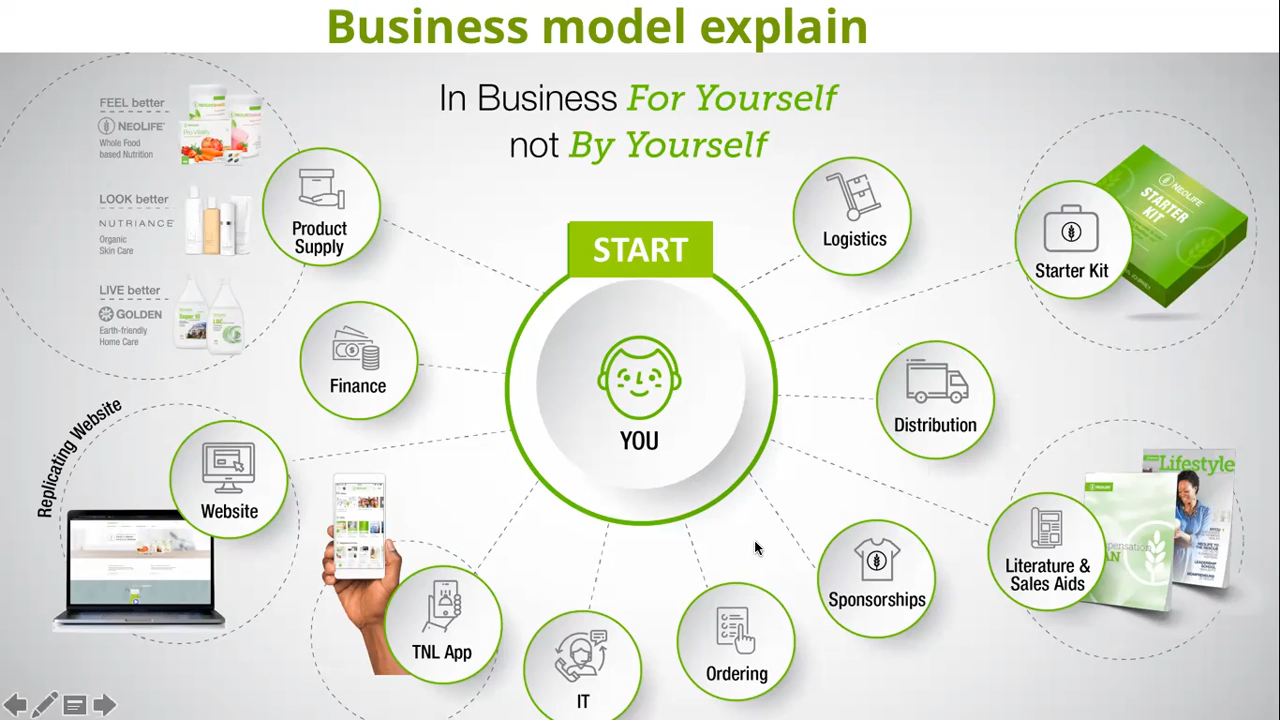 Business model explain
In Business For Yourself
not By Yourself
FEEL better
NEOLIFE
Whole Food
based Nutrition
LOOK better
NUTRIANCE
Organic
Skin Care
LIVE better
GOLDEN
Earth-friendly
Home Care
Product
Supply
Finance
Replicating Website
Website
TNL App
IT
Ordering
Sponsorships
START
YOU
Logistics
NEOLIFE
STARTER
KIT
Starter Kit
Distribution
Lifestyle
Literature &
Sales Aids